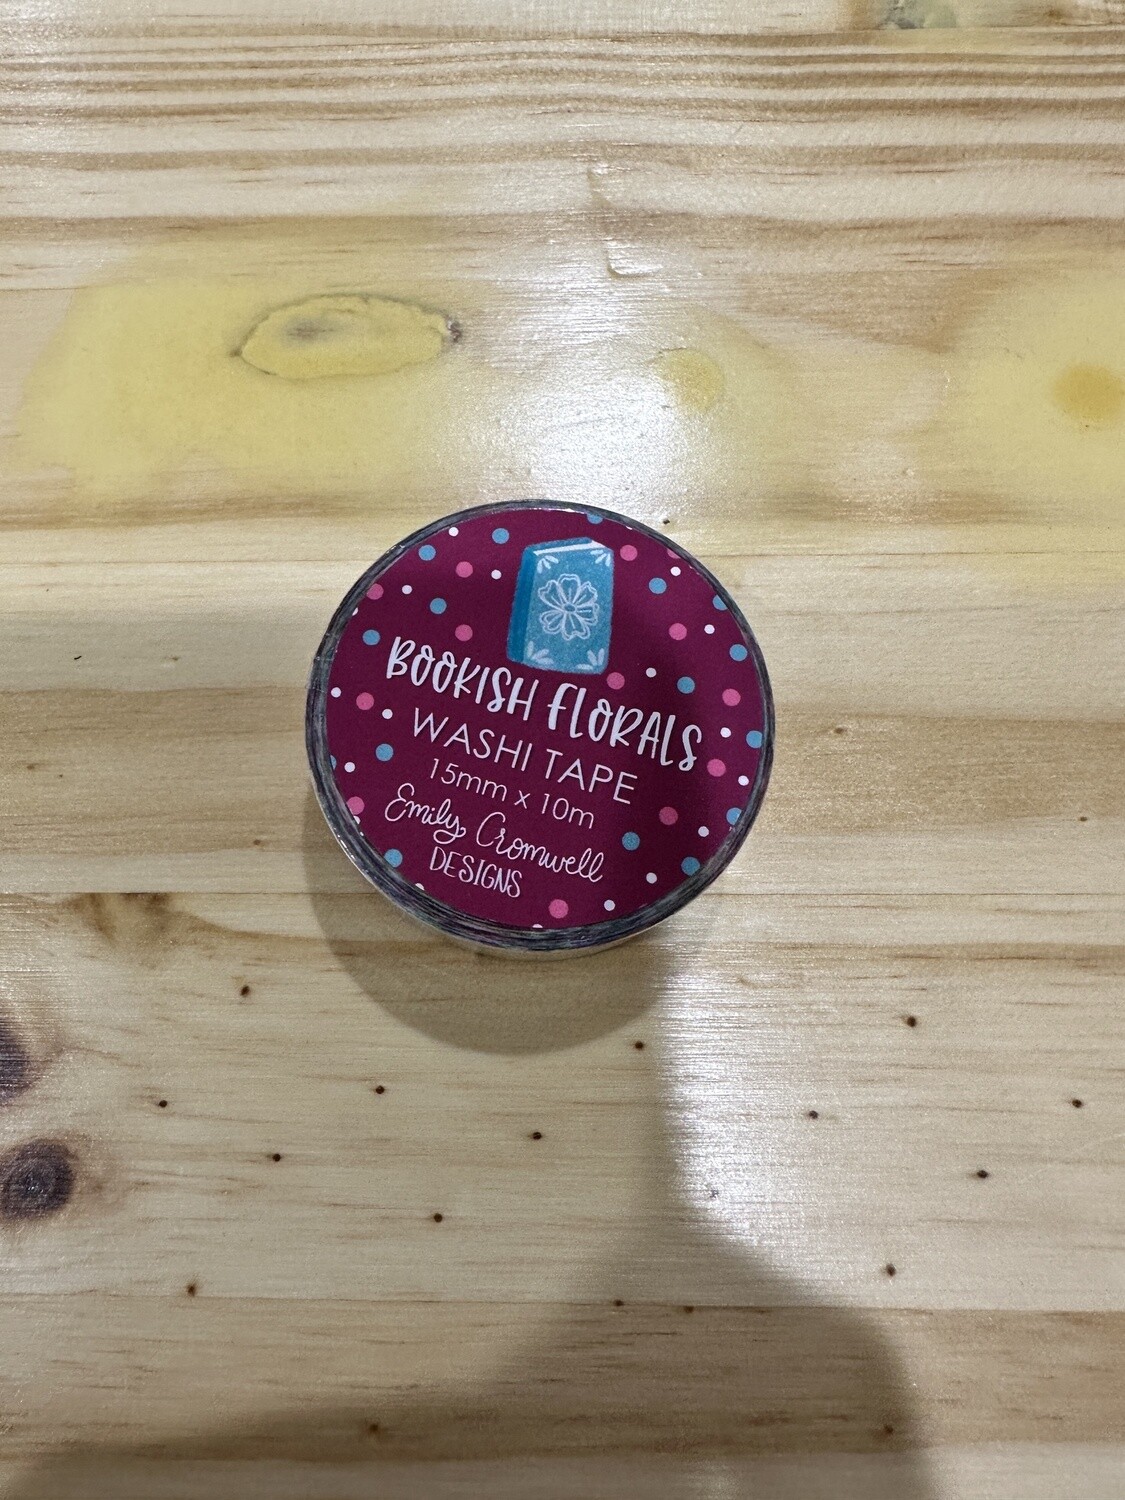 BOOKISH FLORALS
WASHI TAPE
15mm x 10m
Emily Cromwell
DESIGNS